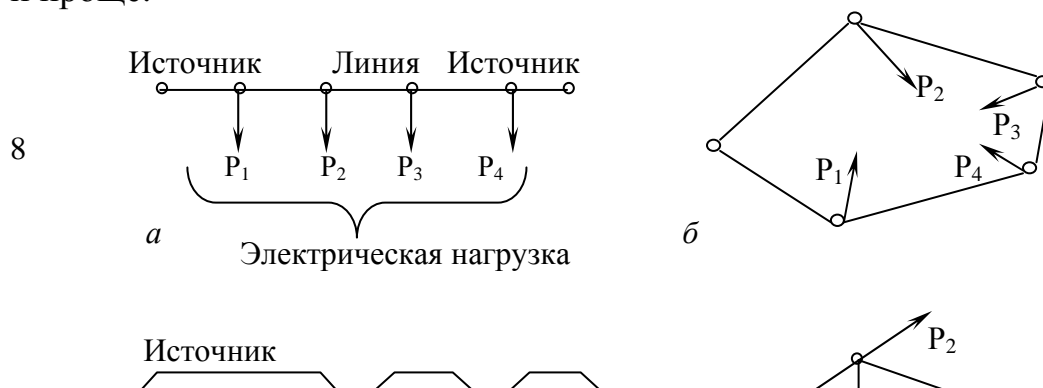 и проще.
Источник Линия Источник
P₂
P₃
8
P₁ P₂ P₃ P₄
P₁
P₄
а
б
Электрическая нагрузка
Источник
P₂